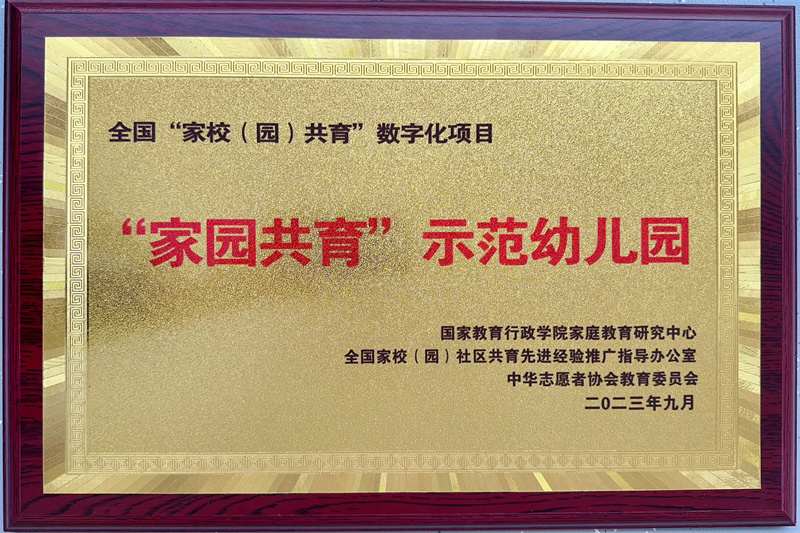 全国“家校（园）共育”数字化项目
“家园共育”示范幼儿园
国家教育行政学院家庭教育研究中心
全国家校（园）社区共育先进经验推广指导办公室
中华志愿者协会教育委员会
二0二三年九月